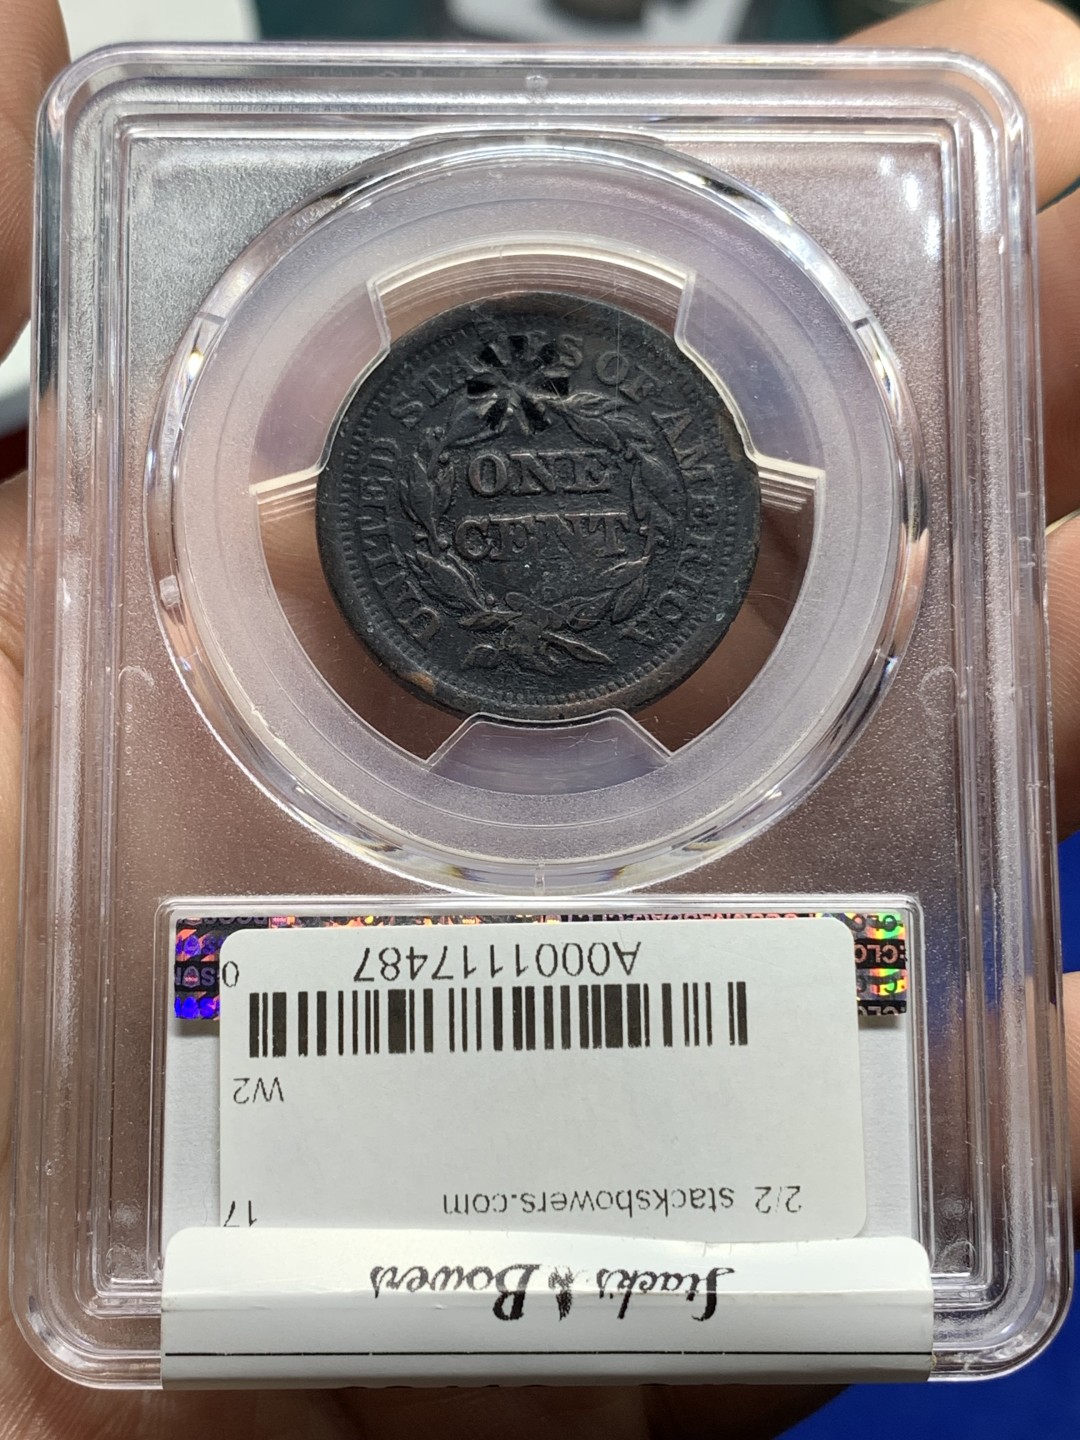 UNITED STATES OF AMERICA
ONE
CENT
A0001117487
0
W2
17
2/2 stacksbowers.com
Stack's Bowers